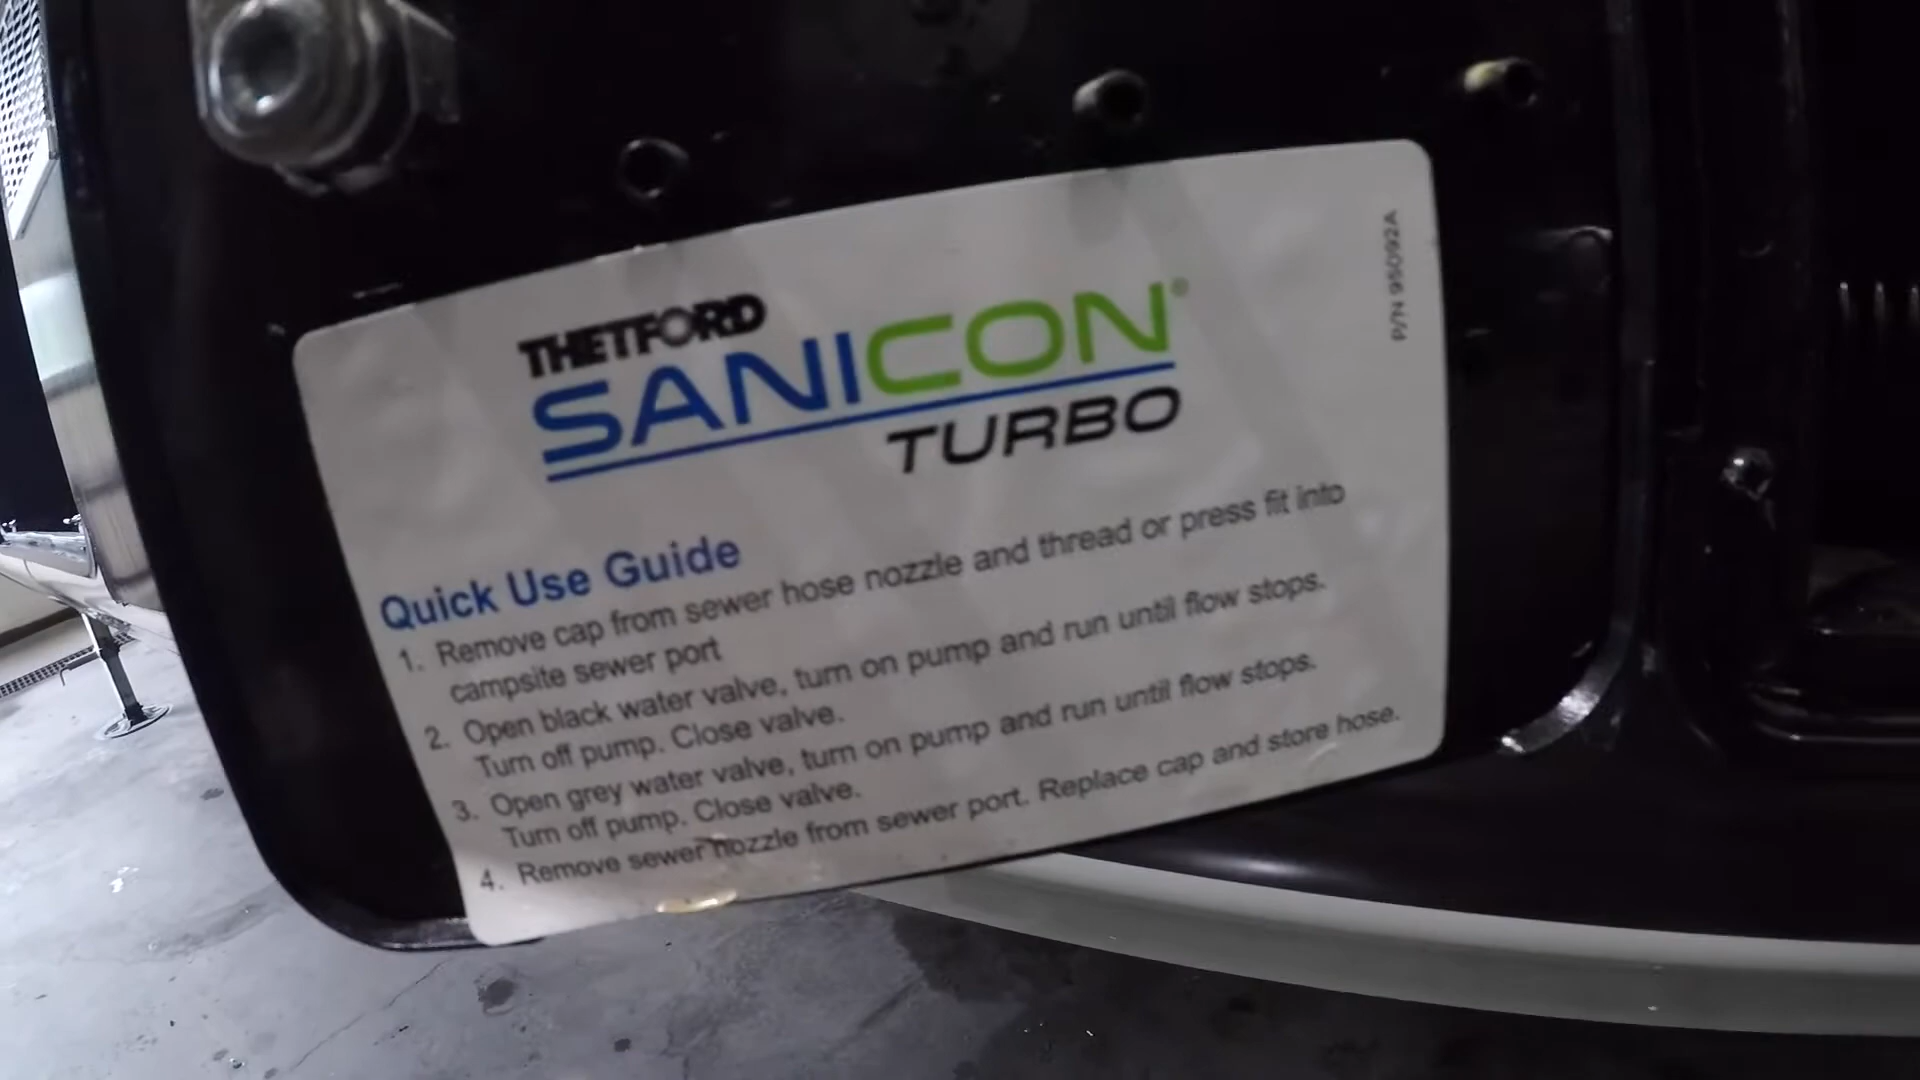 THETFORD
SANICON®
TURBO
P/N 95092A
Quick Use Guide
1. Remove cap from sewer hose nozzle and thread or press fit into
campsite sewer port
2. Open black water valve, turn on pump and run until flow stops.
Turn off pump. Close valve.
3. Open grey water valve, turn on pump and run until flow stops.
Turn off pump. Close valve.
4. Remove sewer nozzle from sewer port. Replace cap and store hose.